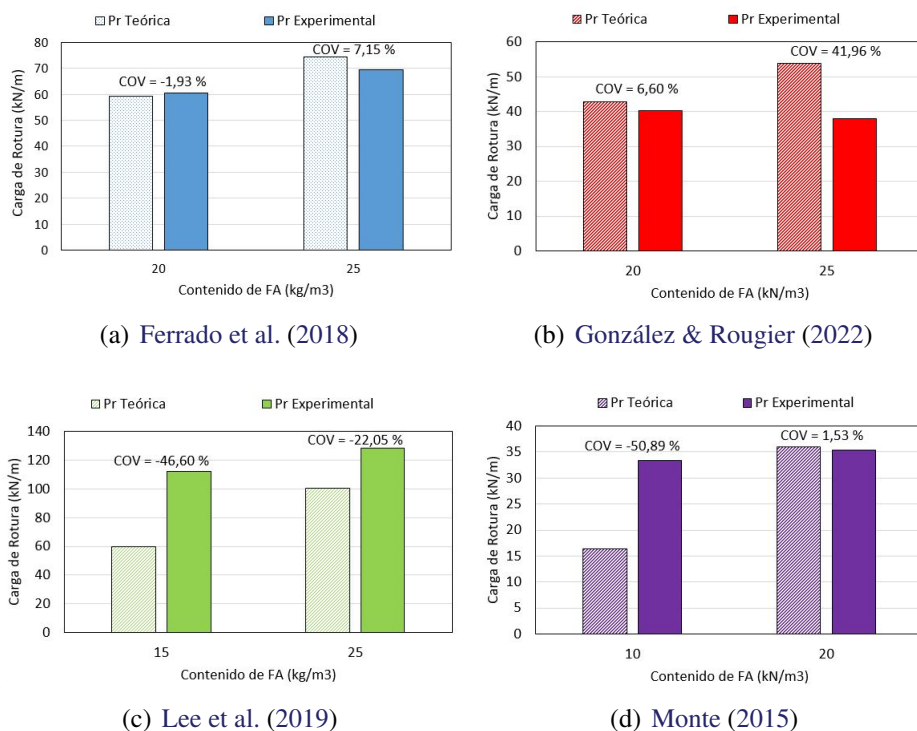 Pr Teórica Pr Experimental
Carga de Rotura (kN/m)
80
70
60
50
40
30
20
10
0
COV = -1,93 %
COV = 7,15 %
20 25
Contenido de FA (kg/m3)
(a) Ferrado et al. (2018)
Pr Teórica Pr Experimental
Carga de Rotura (kN/m)
60
50
40
30
20
10
0
COV = 6,60 %
COV = 41,96 %
20 25
Contenido de FA (kN/m3)
(b) González & Rougier (2022)
Pr Teórica Pr Experimental
Carga de Rotura (kN/m)
140
120
100
80
60
40
20
0
COV = -46,60 %
COV = -22,05 %
15 25
Contenido de FA (kg/m3)
(c) Lee et al. (2019)
Pr Teórica Pr Experimental
Carga de Rotura (kN/m)
40
35
30
25
20
15
10
5
0
COV = -50,89 %
COV = 1,53 %
10 20
Contenido de FA (kN/m3)
(d) Monte (2015)